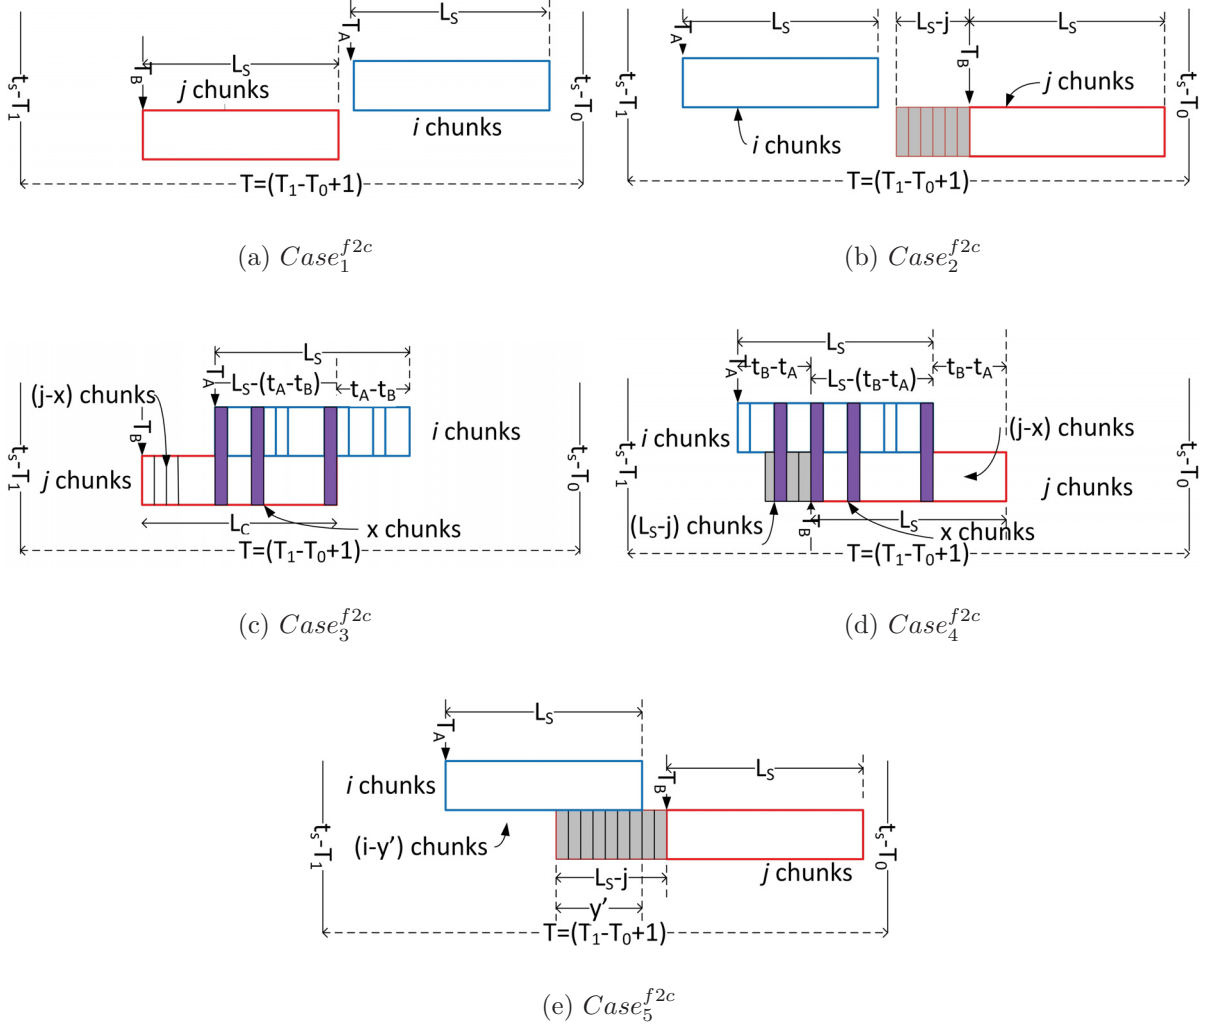 L_S
T_A
L_S
T_B
j chunks
i chunks
t_s-T_1
t_s-T_0
T=(T_1-T_0+1)
(a) Case_1^{f2c}
L_S
L_S-j
L_S
T_A
T_B
j chunks
i chunks
t_s-T_1
t_s-T_0
T=(T_1-T_0+1)
(b) Case_2^{f2c}
L_S
T_A
L_S-(t_A-t_B)
t_A-t_B
(j-x) chunks
T_B
i chunks
j chunks
t_s-T_1
t_s-T_0
L_C
x chunks
T=(T_1-T_0+1)
(c) Case_3^{f2c}
L_S
T_A
t_B-t_A
L_S-(t_B-t_A)
t_B-t_A
i chunks
(j-x) chunks
t_s-T_1
t_s-T_0
j chunks
(L_S-j) chunks
T_B
L_S
x chunks
T=(T_1-T_0+1)
(d) Case_4^{f2c}
L_S
T_A
L_S
T_B
i chunks
(i-y') chunks
t_s-T_1
t_s-T_0
L_S-j
j chunks
y'
T=(T_1-T_0+1)
(e) Case_5^{f2c}